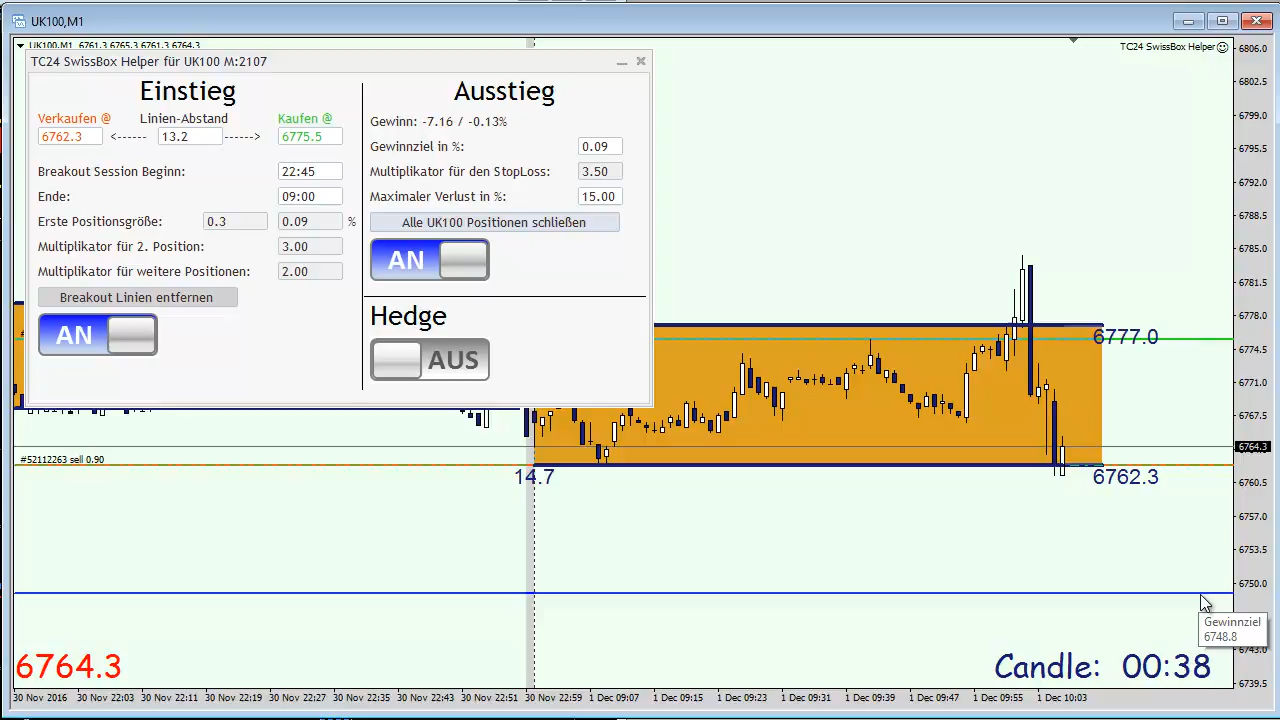 UK100,M1
UK100,M1 6761.3 6765.3 6761.3 6764.3
TC24 SwissBox Helper
TC24 SwissBox Helper für UK100 M:2107
Einstieg
Verkaufen @ Linien-Abstand Kaufen @
6762.3 <------ 13.2 ------> 6775.5
Breakout Session Beginn: 22:45
Ende: 09:00
Erste Positionsgröße: 0.3 0.09 %
Multiplikator für 2. Position: 3.00
Multiplikator für weitere Positionen: 2.00
Breakout Linien entfernen
AN
Ausstieg
Gewinn: -7.16 / -0.13%
Gewinnziel in %: 0.09
Multiplikator für den StopLoss: 3.50
Maximaler Verlust in %: 15.00
Alle UK100 Positionen schließen
AN
Hedge
AUS
6777.0
#52112263 sell 0.90
14.7
6762.3
Gewinnziel
6748.8
6764.3
Candle: 00:38
6806.0
6802.5
6799.0
6795.5
6792.0
6788.5
6785.0
6781.5
6778.0
6774.5
6771.0
6767.5
6764.3
6760.5
6757.0
6753.5
6750.0
6743.0
6739.5
30 Nov 2016 30 Nov 22:03 30 Nov 22:11 30 Nov 22:19 30 Nov 22:27 30 Nov 22:35 30 Nov 22:43 30 Nov 22:51 30 Nov 22:59 1 Dec 09:07 1 Dec 09:15 1 Dec 09:23 1 Dec 09:31 1 Dec 09:39 1 Dec 09:47 1 Dec 09:55 1 Dec 10:03